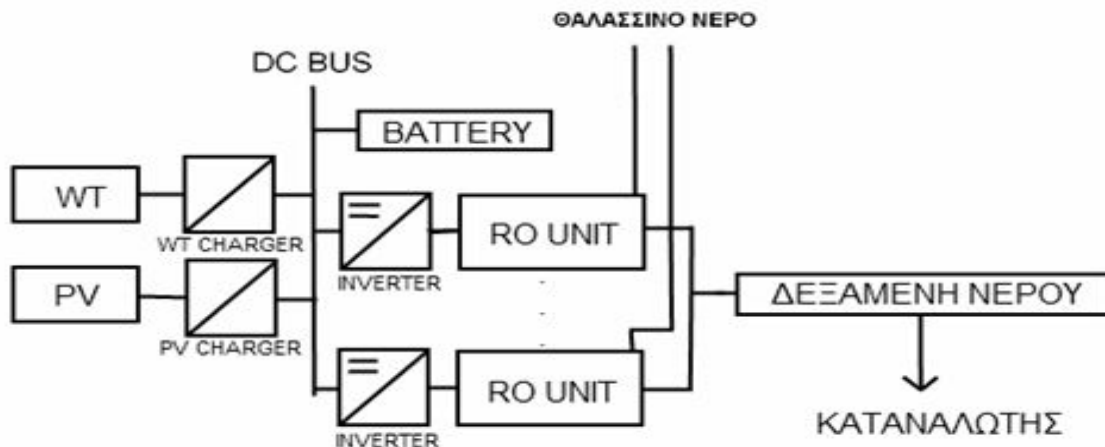 ΘΑΛΑΣΣΙΝΟ ΝΕΡΟ
DC BUS
BATTERY
WT
WT CHARGER
INVERTER
RO UNIT
PV
PV CHARGER
ΔΕΞΑΜΕΝΗ ΝΕΡΟΥ
INVERTER
RO UNIT
ΚΑΤΑΝΑΛΩΤΗΣ